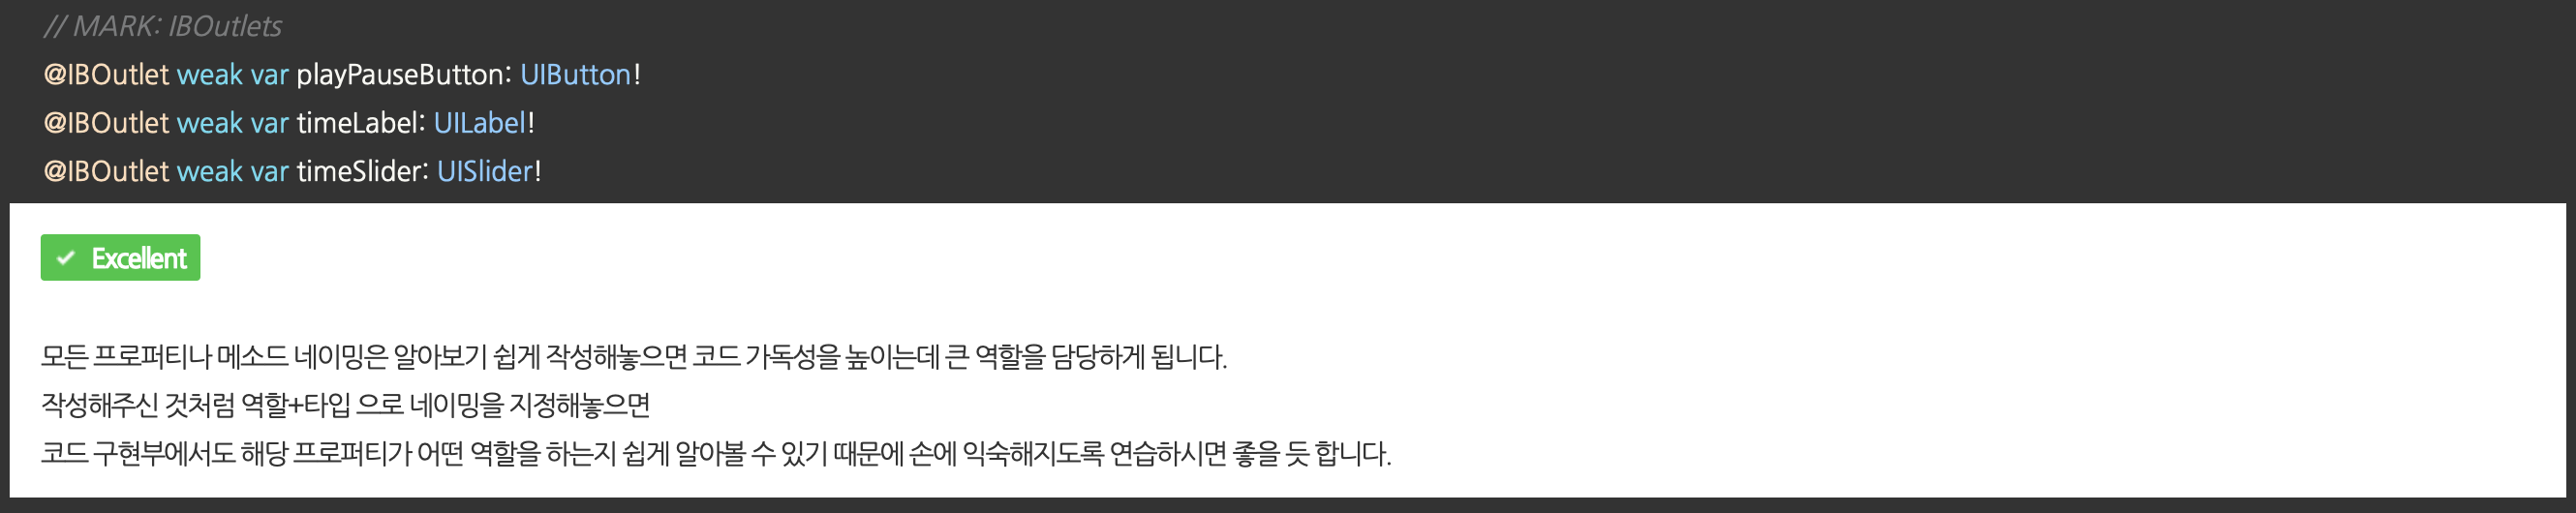 // MARK: IBOutlets
@IBOutlet weak var playPauseButton: UIButton!
@IBOutlet weak var timeLabel: UILabel!
@IBOutlet weak var timeSlider: UISlider!
Excellent
모든 프로퍼티나 메소드 네이밍은 알아보기 쉽게 작성해놓으면 코드 가독성을 높이는데 큰 역할을 담당하게 됩니다.
작성해주신 것처럼 역할+타입 으로 네이밍을 지정해놓으면
코드 구현부에서도 해당 프로퍼티가 어떤 역할을 하는지 쉽게 알아볼 수 있기 때문에 손에 익숙해지도록 연습하시면 좋을 듯 합니다.